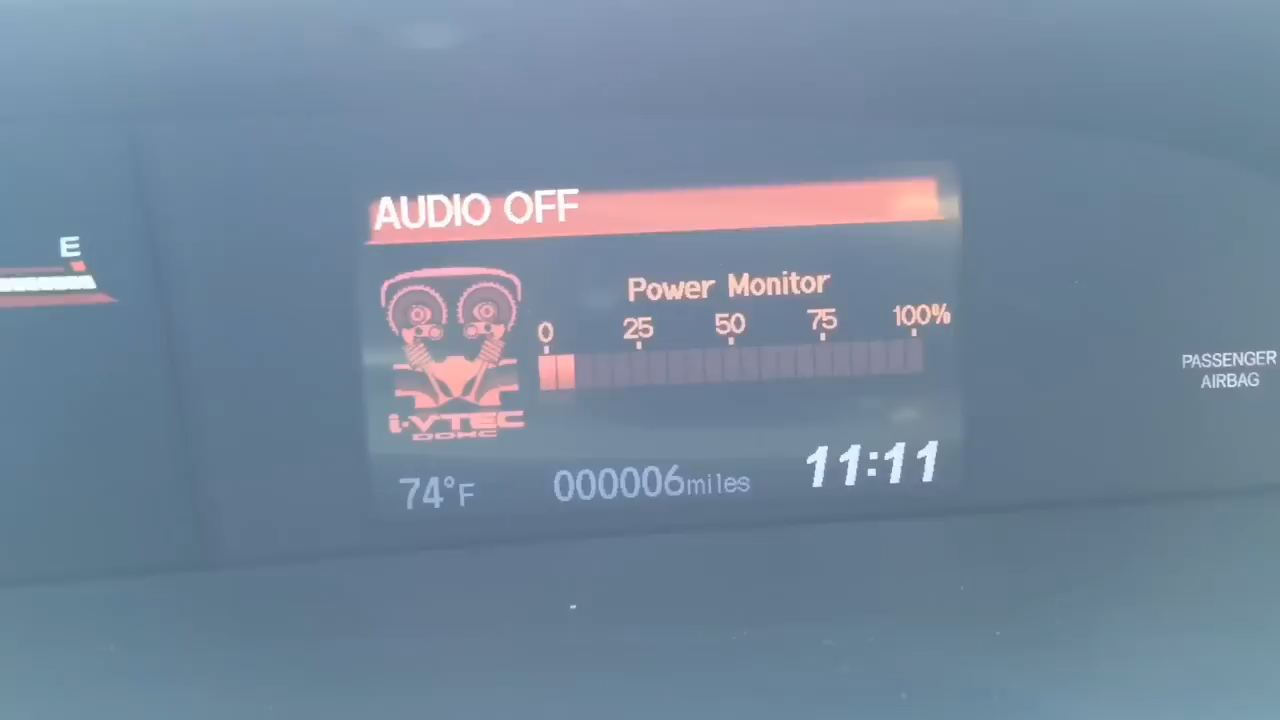 AUDIO OFF
E
Power Monitor
0 25 50 75 100%
PASSENGER
AIRBAG
i-VTEC
DOHC
74°F 000006miles 11:11